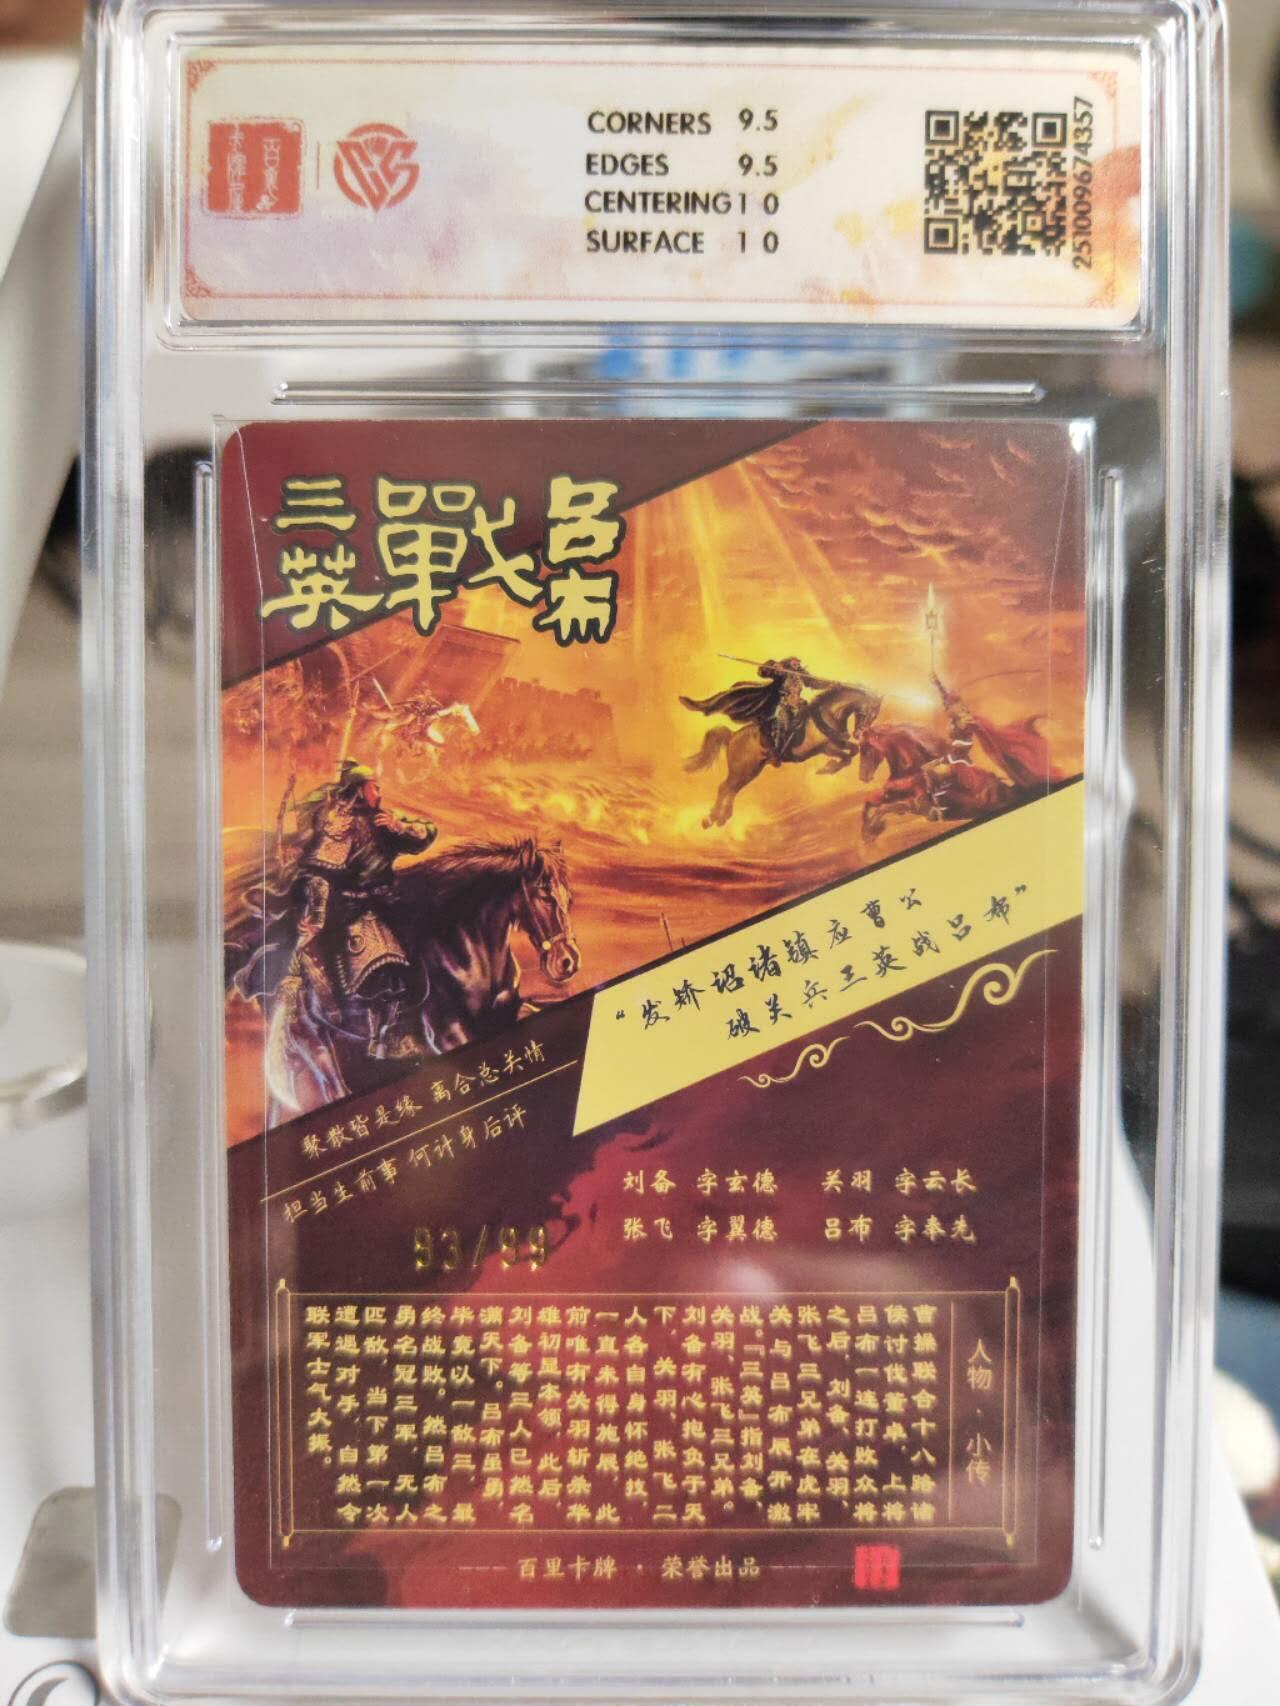 CORNERS 9.5
EDGES 9.5
CENTERING 10
SURFACE 10
251009674357
三英戰呂布
“发矫诏诸镇应曹公
破关兵三英战吕布”
聚散皆是缘 离合总关情
担当生前事 何计身后评
刘备 字玄德 关羽 字云长
张飞 字翼德 吕布 字奉先
93/99
人物·小传
曹操联合十八路诸
侯讨伐董卓，上将
吕布一连打败众将
之后，刘备、关羽、
张飞三兄弟在虎牢
关与吕布展开激
战。「三英」指刘备、
关羽、张飞三兄弟。
刘备有心抱负于天
下，关羽、张飞二
人各自身怀绝技，
一直未得施展，此
前唯有关羽斩杀华
雄初显本领，此后，
刘备等三人已然名
满天下。吕布虽勇，
毕竟以一敌三，最
终战败。然吕布之
勇名冠三军，无人
匹敌，当下第一次
遭遇对手，自然令
联军士气大振。
百里卡牌 · 荣誉出品